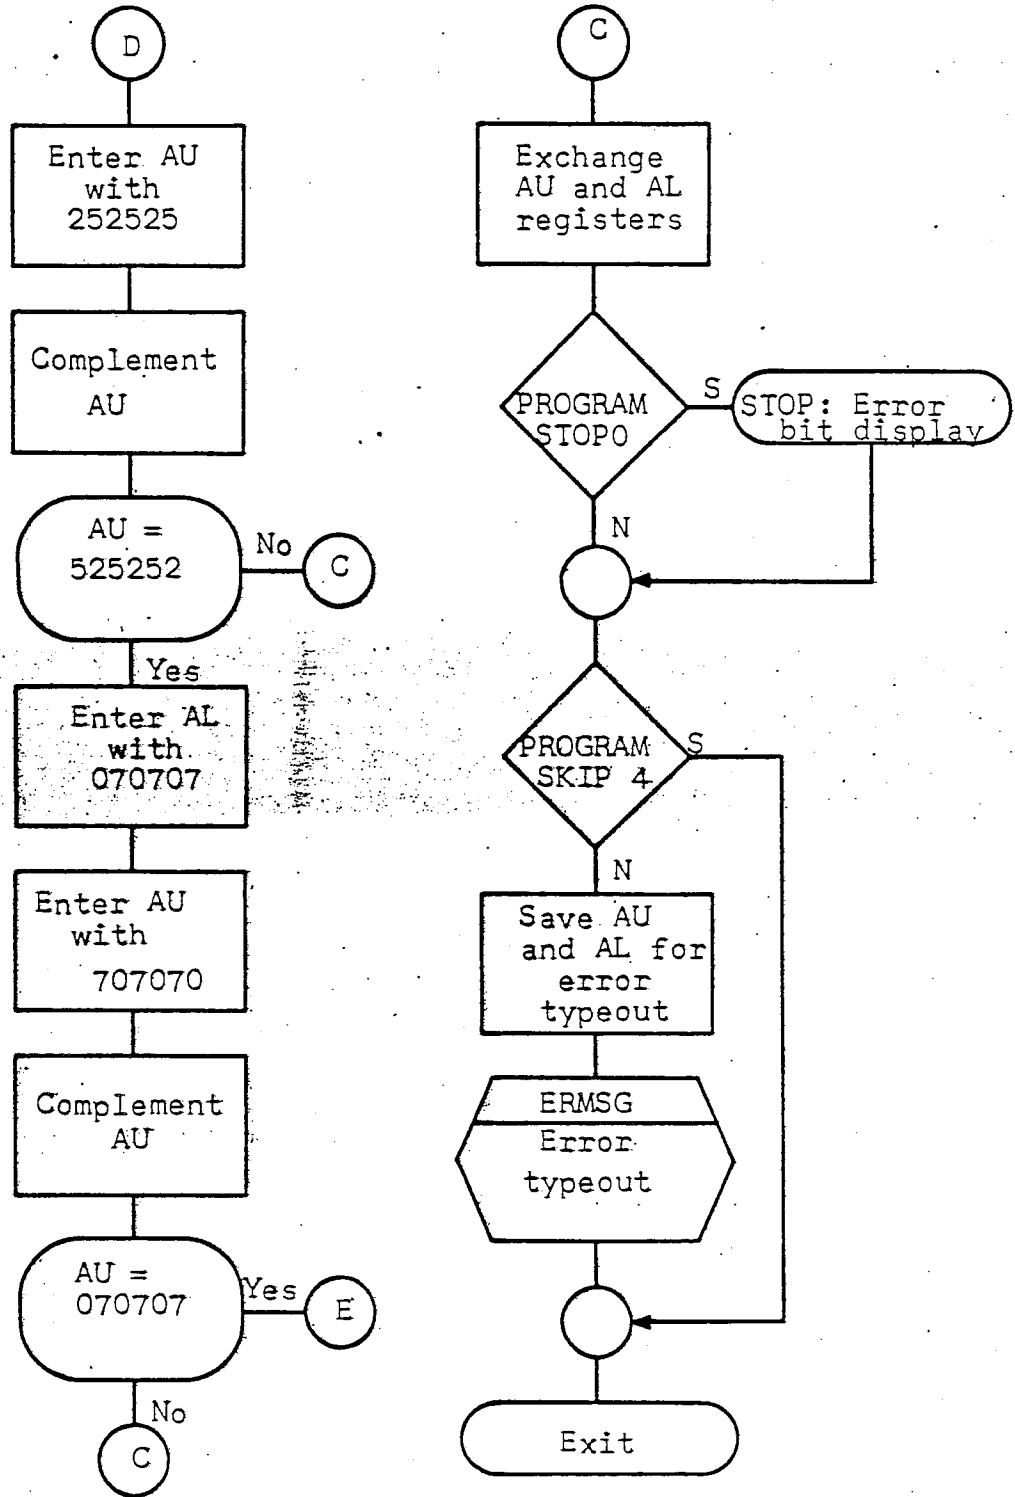 D
Enter AU
with
252525
Complement
AU
AU =
525252
No
C
Yes
Enter AL
with
070707
Enter AU
with
707070
Complement
AU
AU =
070707
Yes
E
No
C
C
Exchange
AU and AL
registers
PROGRAM
STOP0
S
STOP: Error
bit display
N
PROGRAM
SKIP 4
S
N
Save AU
and AL for
error
typeout
ERMSG
Error
typeout
Exit